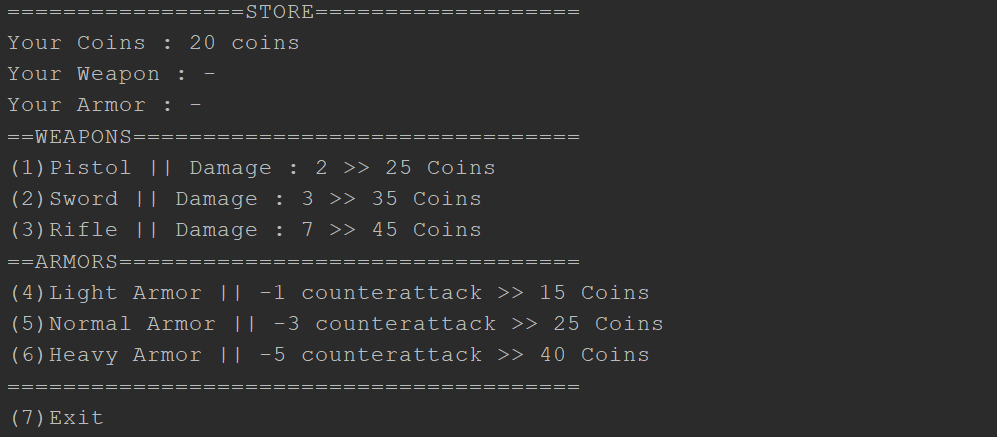 =================STORE===================
Your Coins : 20 coins
Your Weapon : -
Your Armor : -
==WEAPONS================================
(1)Pistol || Damage : 2 >> 25 Coins
(2)Sword || Damage : 3 >> 35 Coins
(3)Rifle || Damage : 7 >> 45 Coins
==ARMORS=================================
(4)Light Armor || -1 counterattack >> 15 Coins
(5)Normal Armor || -3 counterattack >> 25 Coins
(6)Heavy Armor || -5 counterattack >> 40 Coins
=========================================
(7)Exit